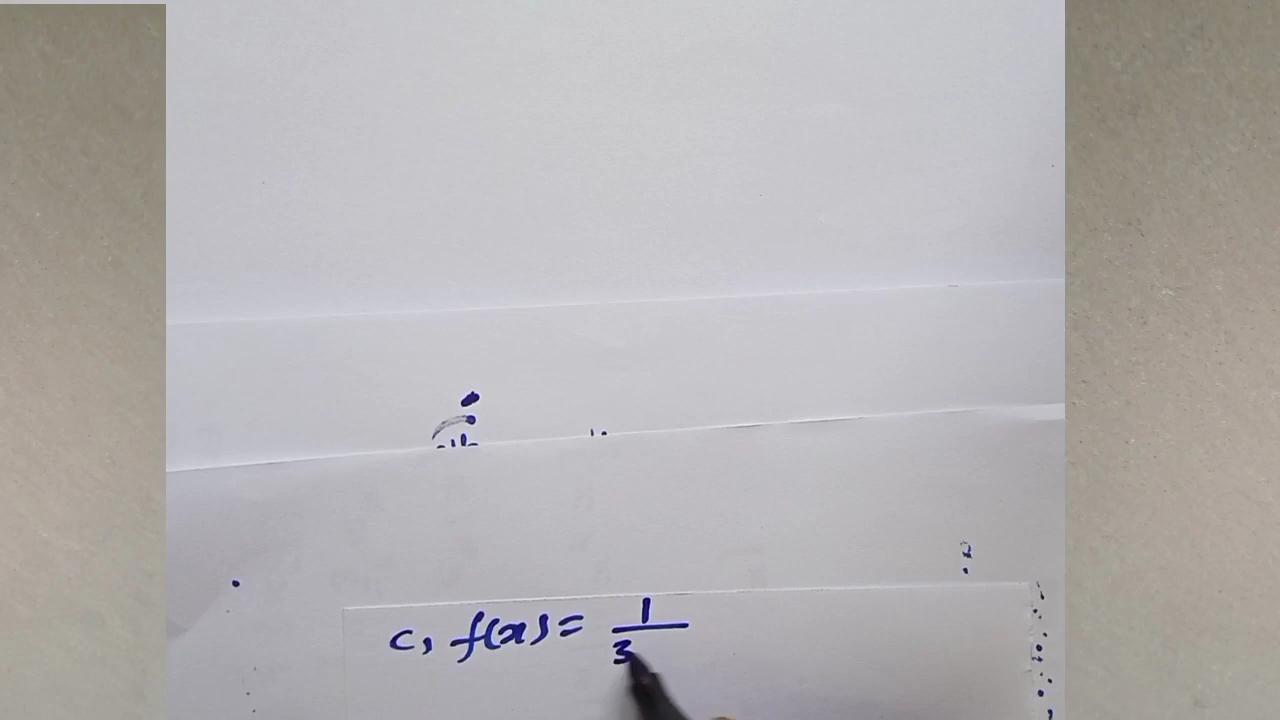 c, f(x) = 1/3